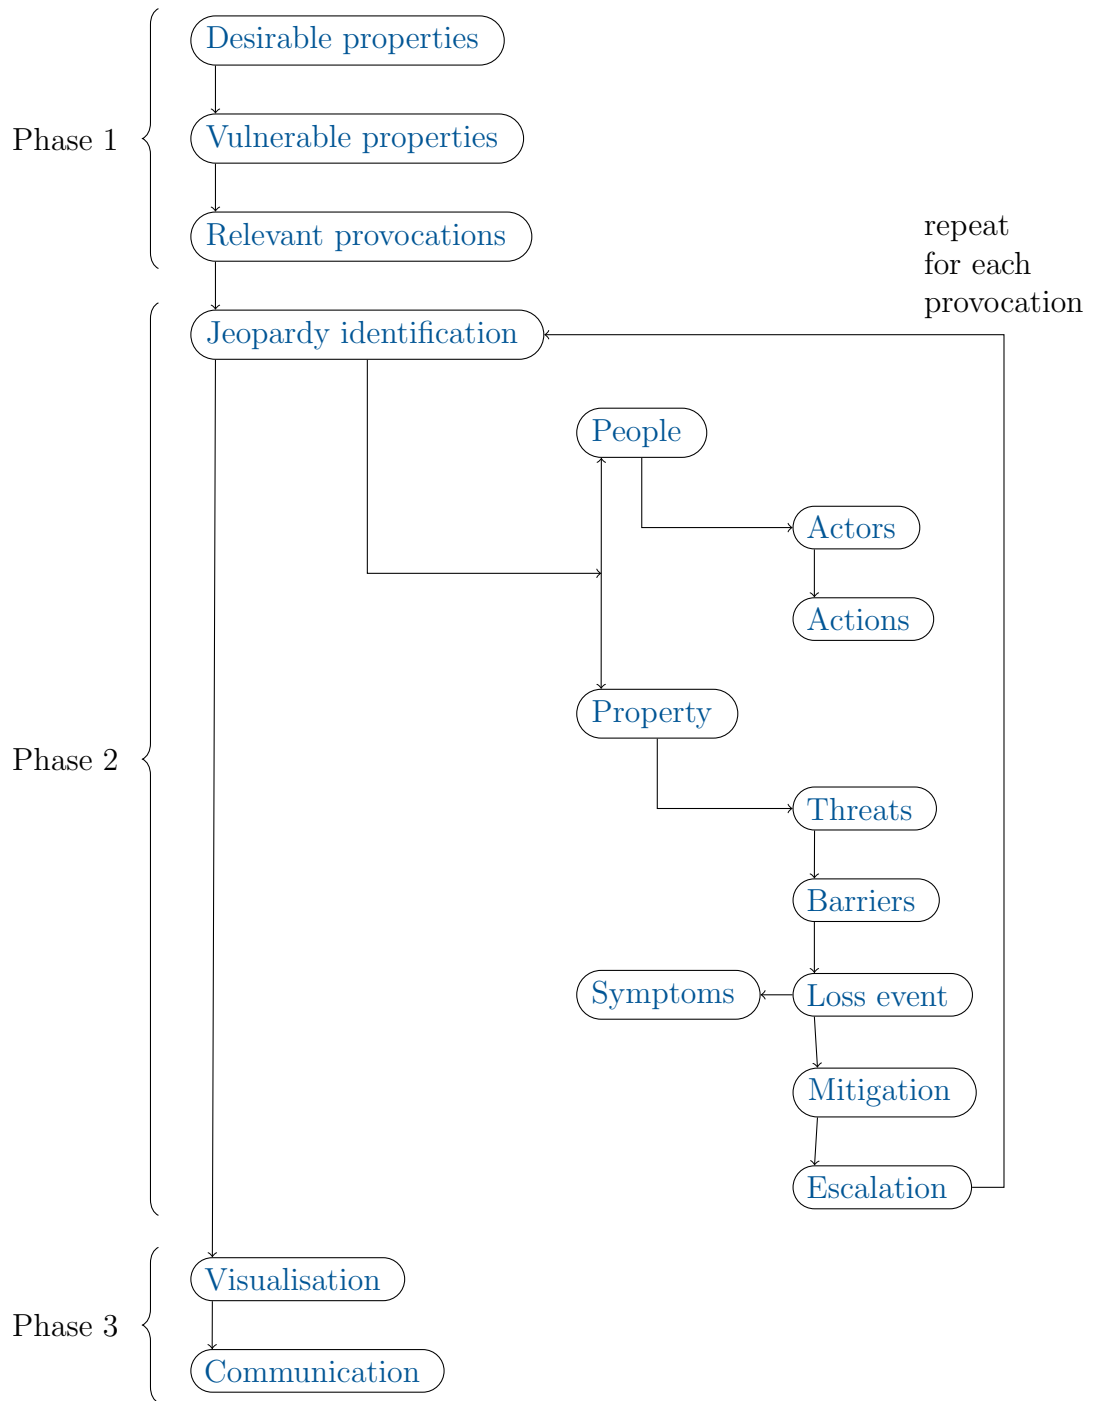 Desirable properties
Phase 1
Vulnerable properties
Relevant provocations
repeat
for each
provocation
Jeopardy identification
People
Actors
Actions
Property
Phase 2
Threats
Barriers
Symptoms
Loss event
Mitigation
Escalation
Visualisation
Phase 3
Communication